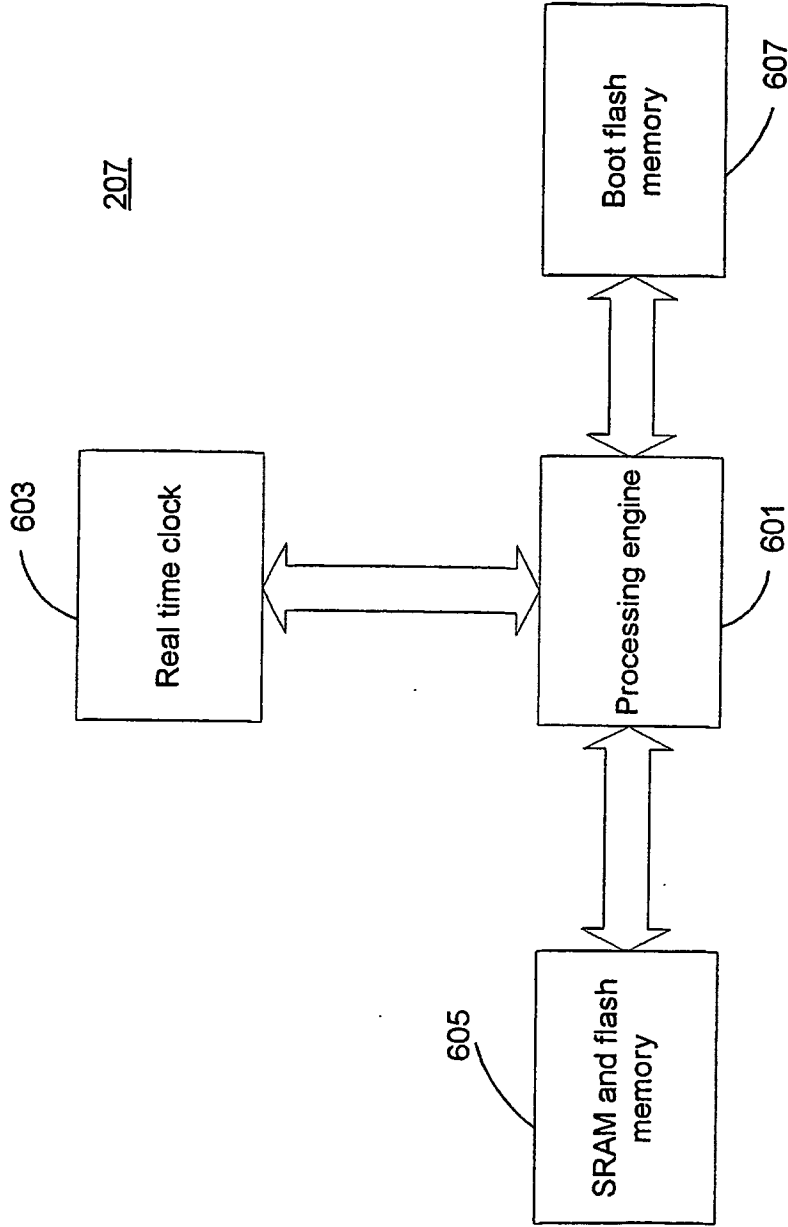 207
603
Real time clock
605
SRAM and flash
memory
Processing engine
601
Boot flash
memory
607